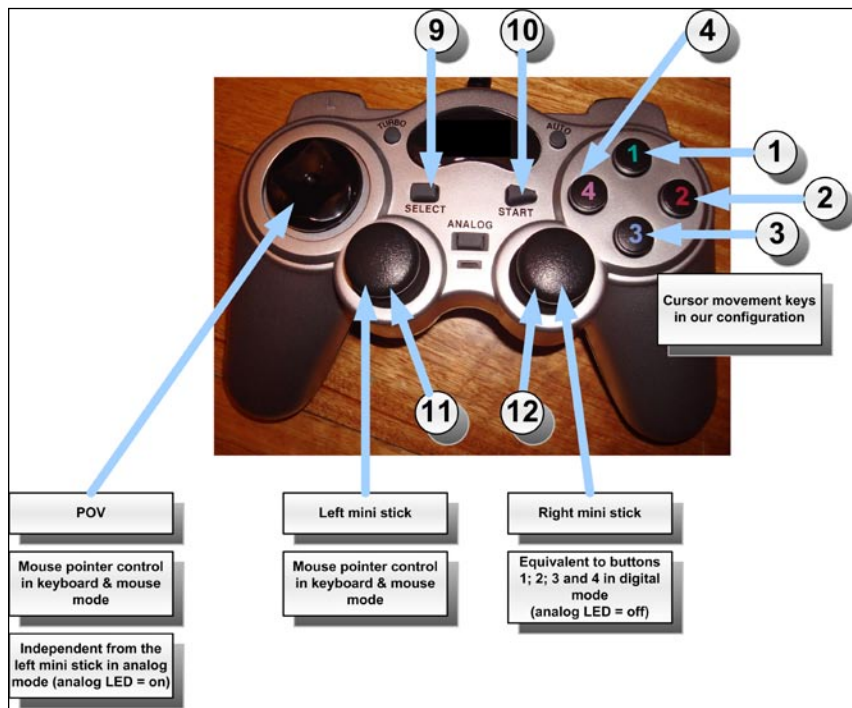 9
10
4
TURBO
AUTO
1
1
4
2
2
SELECT
START
3
3
ANALOG
Cursor movement keys
in our configuration
11
12
POV
Mouse pointer control
in keyboard & mouse
mode
Independent from the
left mini stick in analog
mode (analog LED = on)
Left mini stick
Mouse pointer control
in keyboard & mouse
mode
Right mini stick
Equivalent to buttons
1; 2; 3 and 4 in digital
mode
(analog LED = off)